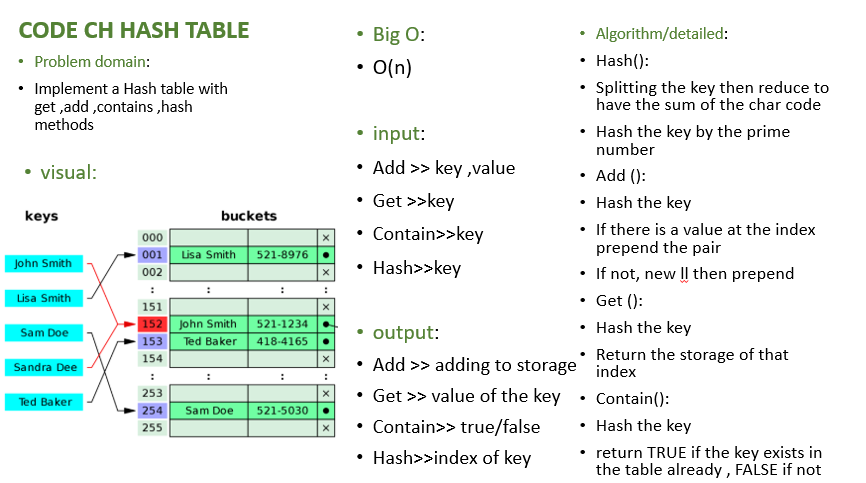 CODE CH HASH TABLE
• Problem domain:
• Implement a Hash table with
get ,add ,contains ,hash
methods
• visual:
keys
buckets
000 ×
001 Lisa Smith 521-8976 ●
002 ×
: : : :
151 ×
152 John Smith 521-1234 ●
153 Ted Baker 418-4165 ●
154 ×
: : : :
253 ×
254 Sam Doe 521-5030 ●
255 ×
John Smith
Lisa Smith
Sam Doe
Sandra Dee
Ted Baker
• Big O:
• O(n)
• input:
• Add >> key ,value
• Get >>key
• Contain>>key
• Hash>>key
• output:
• Add >> adding to storage
• Get >> value of the key
• Contain>> true/false
• Hash>>index of key
• Algorithm/detailed:
• Hash():
• Splitting the key then reduce to
have the sum of the char code
• Hash the key by the prime
number
• Add ():
• Hash the key
• If there is a value at the index
prepend the pair
• If not, new ll then prepend
• Get ():
• Hash the key
• Return the storage of that
index
• Contain():
• Hash the key
• return TRUE if the key exists in
the table already , FALSE if not